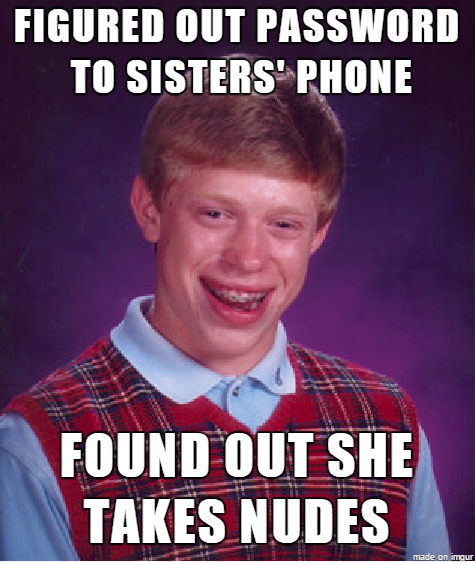 FIGURED OUT PASSWORD
TO SISTERS' PHONE
FOUND OUT SHE
TAKES NUDES
made on imgur